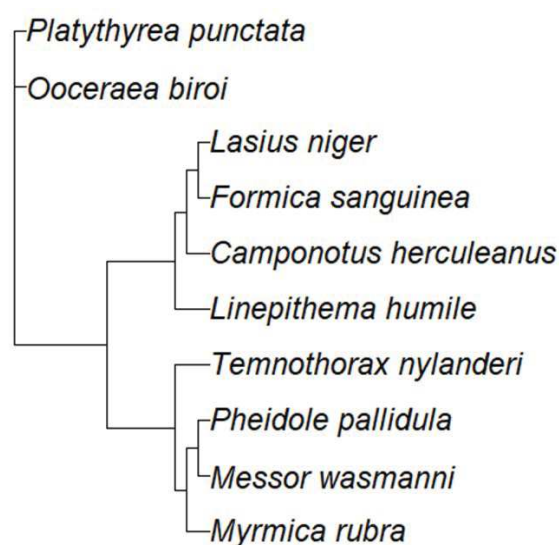 Platythyrea punctata
Ooceraea biroi
Lasius niger
Formica sanguinea
Camponotus herculeanus
Linepithema humile
Temnothorax nylanderi
Pheidole pallidula
Messor wasmanni
Myrmica rubra